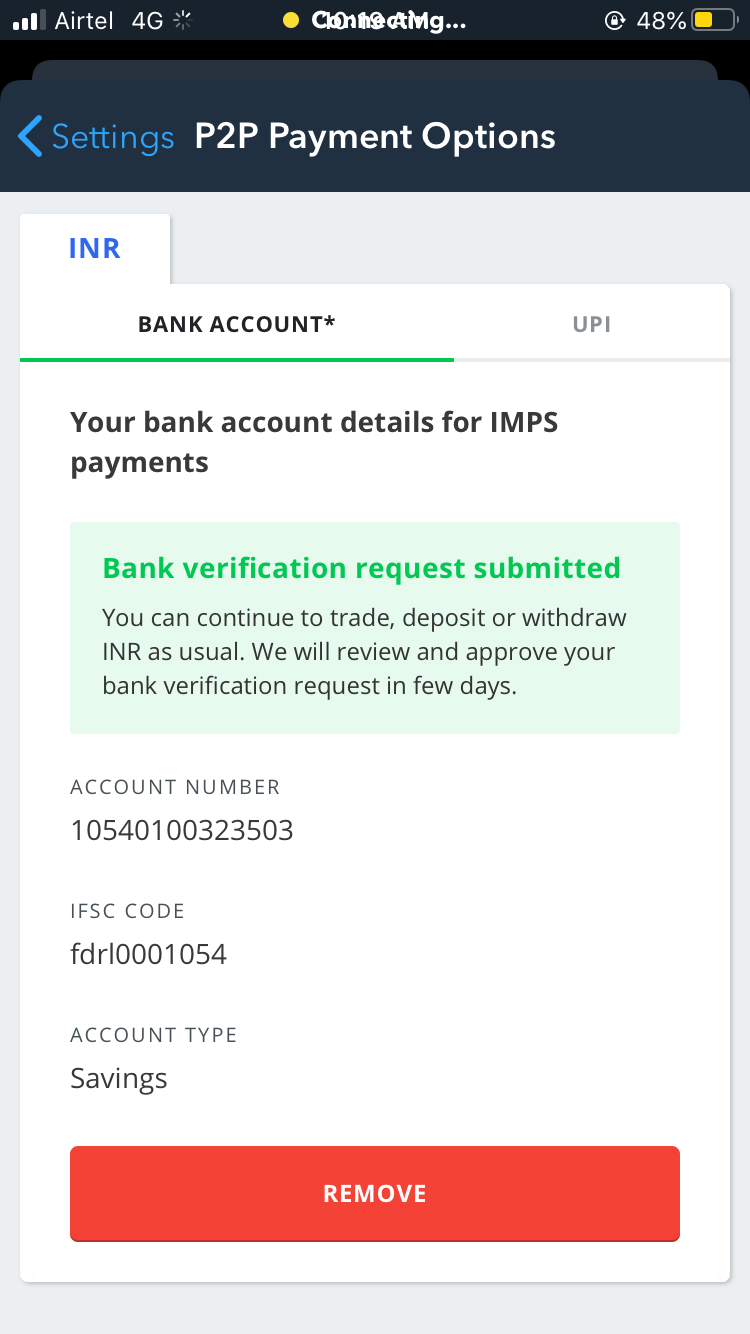 Airtel 4G Connecting... 48%
Settings P2P Payment Options
INR
BANK ACCOUNT* UPI
Your bank account details for IMPS
payments
Bank verification request submitted
You can continue to trade, deposit or withdraw
INR as usual. We will review and approve your
bank verification request in few days.
ACCOUNT NUMBER
10540100323503
IFSC CODE
fdrl0001054
ACCOUNT TYPE
Savings
REMOVE